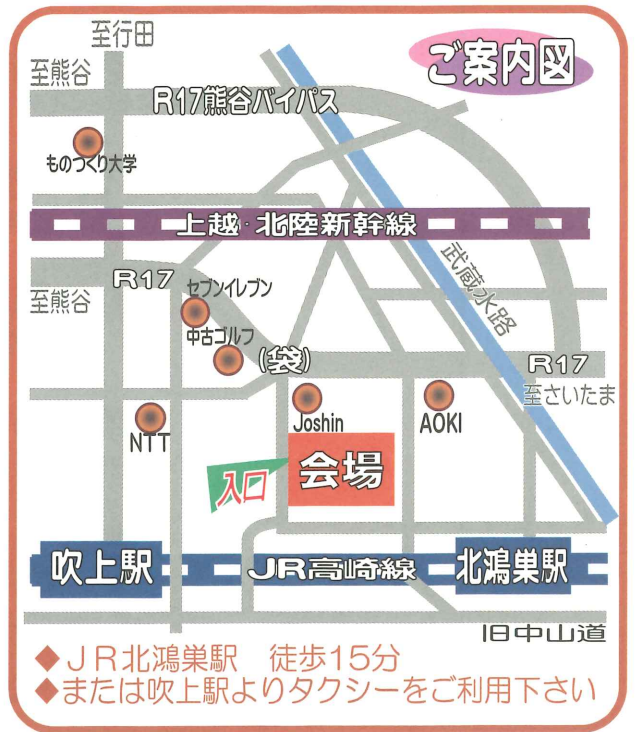 至行田
ご案内図
至熊谷
R17熊谷バイパス
ものつくり大学
上越・北陸新幹線
武蔵水路
R17
セブンイレブン
至熊谷
中古ゴルフ
(袋)
R17
至さいたま
Joshin
AOKI
NTT
会場
入口
吹上駅
JR高崎線
北鴻巣駅
旧中山道
◆JR北鴻巣駅 徒歩15分
◆または吹上駅よりタクシーをご利用下さい